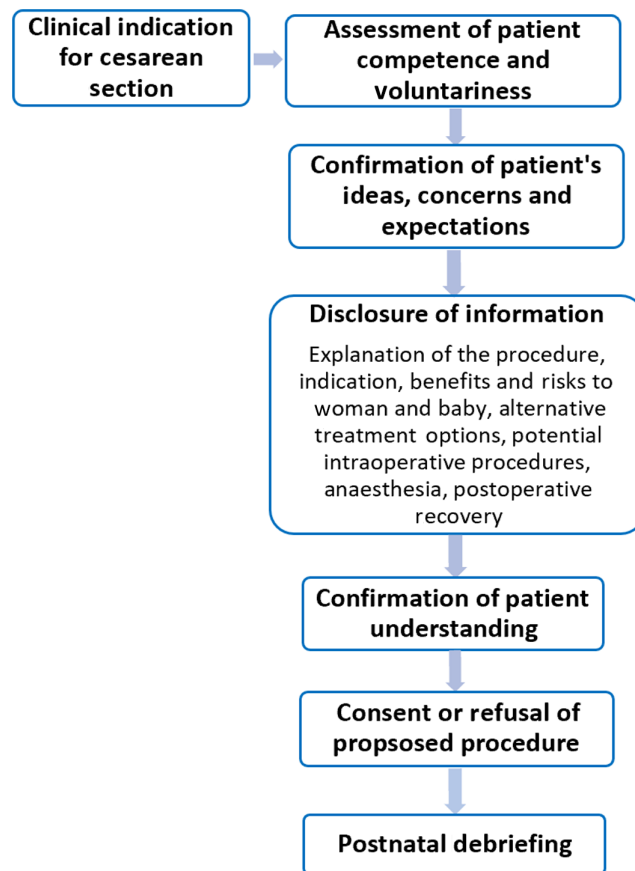 Clinical indication
for cesarean
section
Assessment of patient
competence and
voluntariness
Confirmation of patient's
ideas, concerns and
expectations
Disclosure of information
Explanation of the procedure,
indication, benefits and risks to
woman and baby, alternative
treatment options, potential
intraoperative procedures,
anaesthesia, postoperative
recovery
Confirmation of patient
understanding
Consent or refusal of
propsosed procedure
Postnatal debriefing